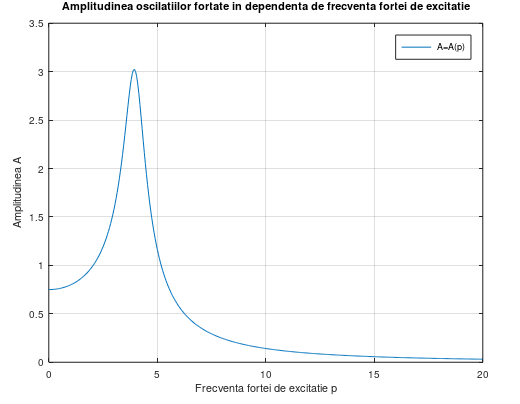 Amplitudinea oscilatiilor fortate in dependenta de frecventa fortei de excitatie
A=A(p)
Amplitudinea A
3.5
3
2.5
2
1.5
1
0.5
0
0 5 10 15 20
Frecventa fortei de excitatie p